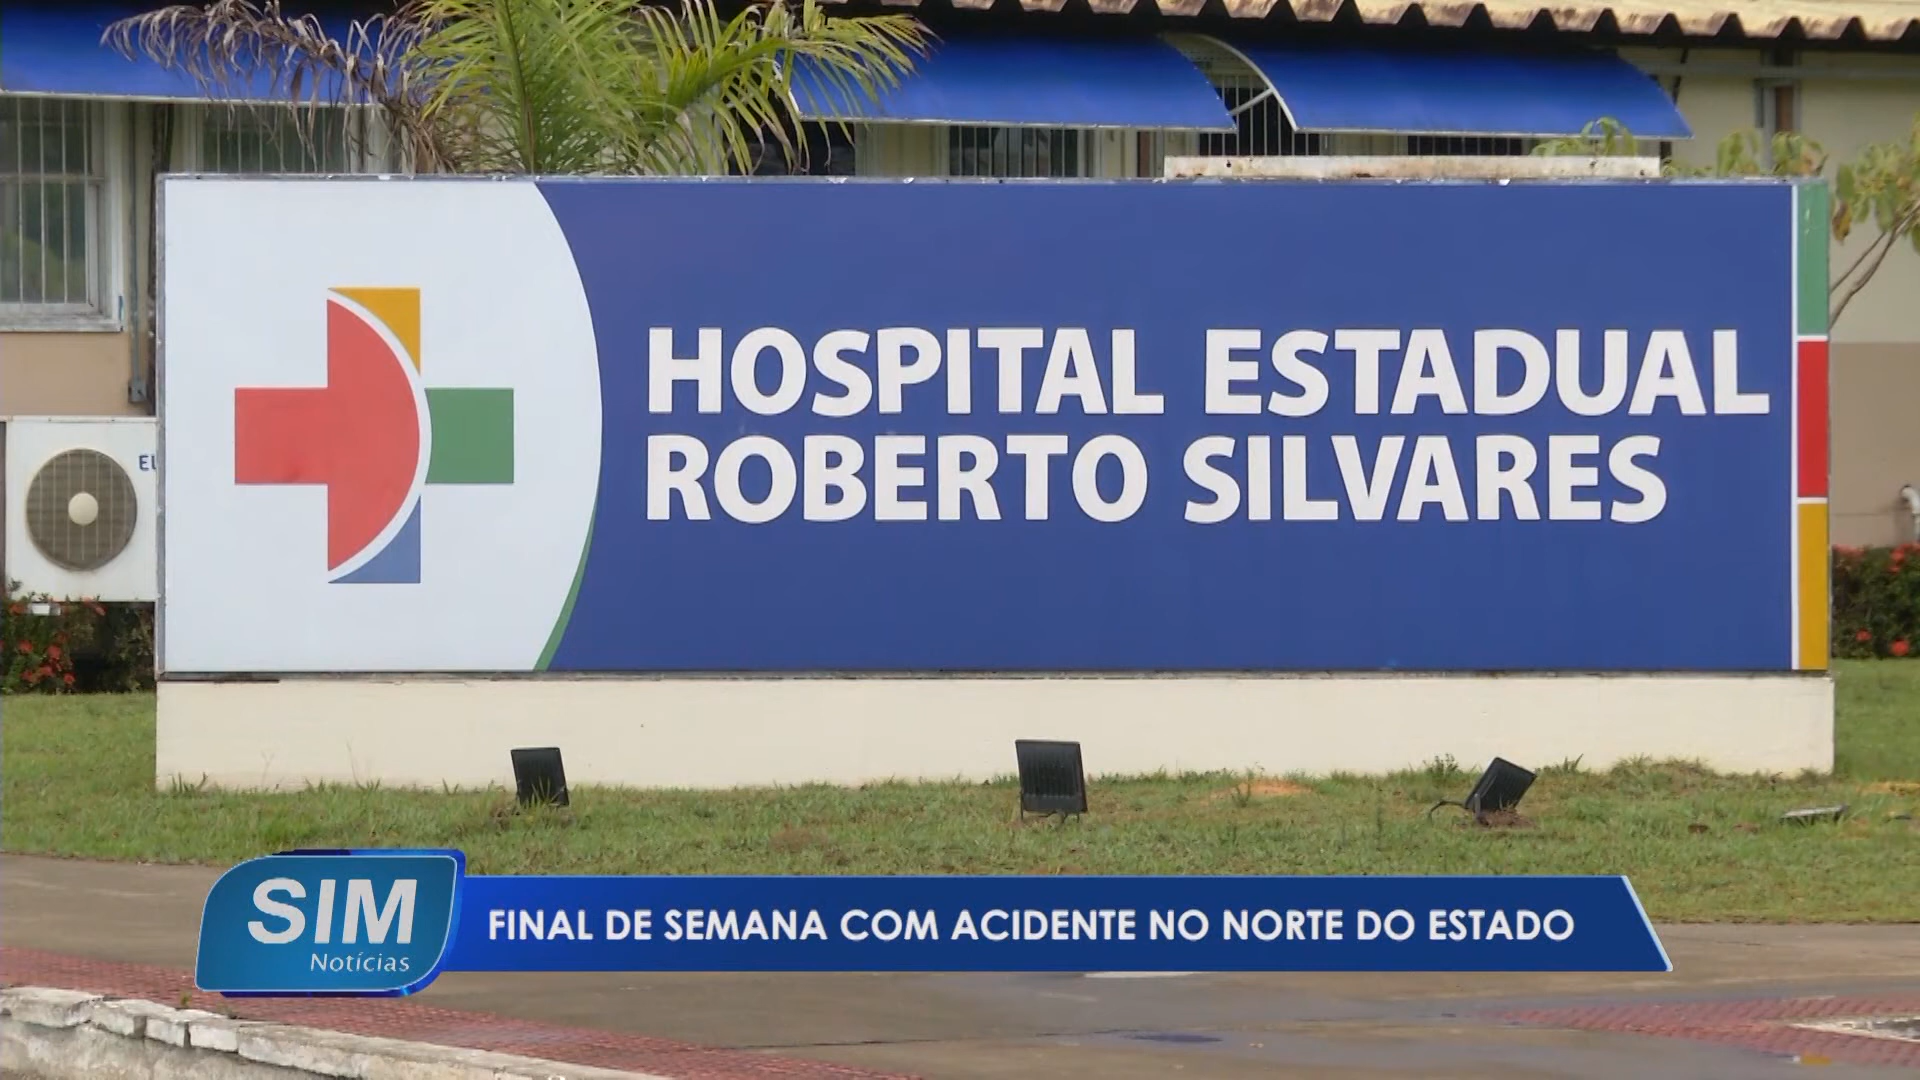 HOSPITAL ESTADUAL
ROBERTO SILVARES
SIM
Notícias
FINAL DE SEMANA COM ACIDENTE NO NORTE DO ESTADO